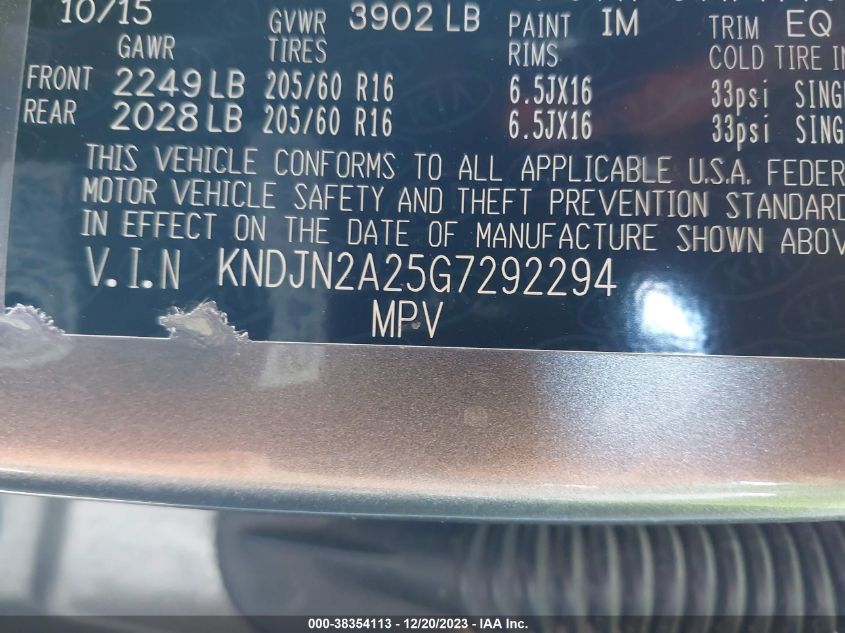 10/15 GVWR 3902 LB PAINT IM TRIM EQ
GAWR TIRES RIMS COLD TIRE
FRONT 2249 LB 205/60 R16 6.5JX16 33psi
REAR 2028 LB 205/60 R16 6.5JX16 33psi
THIS VEHICLE CONFORMS TO ALL APPLICABLE U.S.A. FEDER
MOTOR VEHICLE SAFETY AND THEFT PREVENTION STANDARD
IN EFFECT ON THE DATE OF MANUFACTURE SHOWN ABOV
V.I.N KNDJN2A25G7292294
MPV
000-38354113 - 12/20/2023 - IAA Inc.